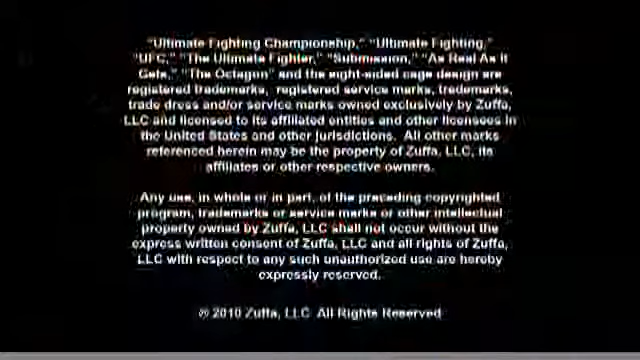 "Ultimate Fighting Championship," "Ultimate Fighting,"
"UFC," "The Ultimate Fighter," "Submission," "As Real As It
Gets," "The Octagon" and the eight-sided cage design are
registered trademarks, registered service marks, trademarks,
trade dress and/or service marks owned exclusively by Zuffa,
LLC and licensed to its affiliated entities and other licensees in
the United States and other jurisdictions. All other marks
referenced herein may be the property of Zuffa, LLC, its
affiliates or other respective owners.
Any use, in whole or in part, of the preceding copyrighted
program, trademarks or service marks or other intellectual
property owned by Zuffa, LLC shall not occur without the
express written consent of Zuffa, LLC and all rights of Zuffa,
LLC with respect to any such unauthorized use are hereby
expressly reserved.
© 2010 Zuffa, LLC All Rights Reserved